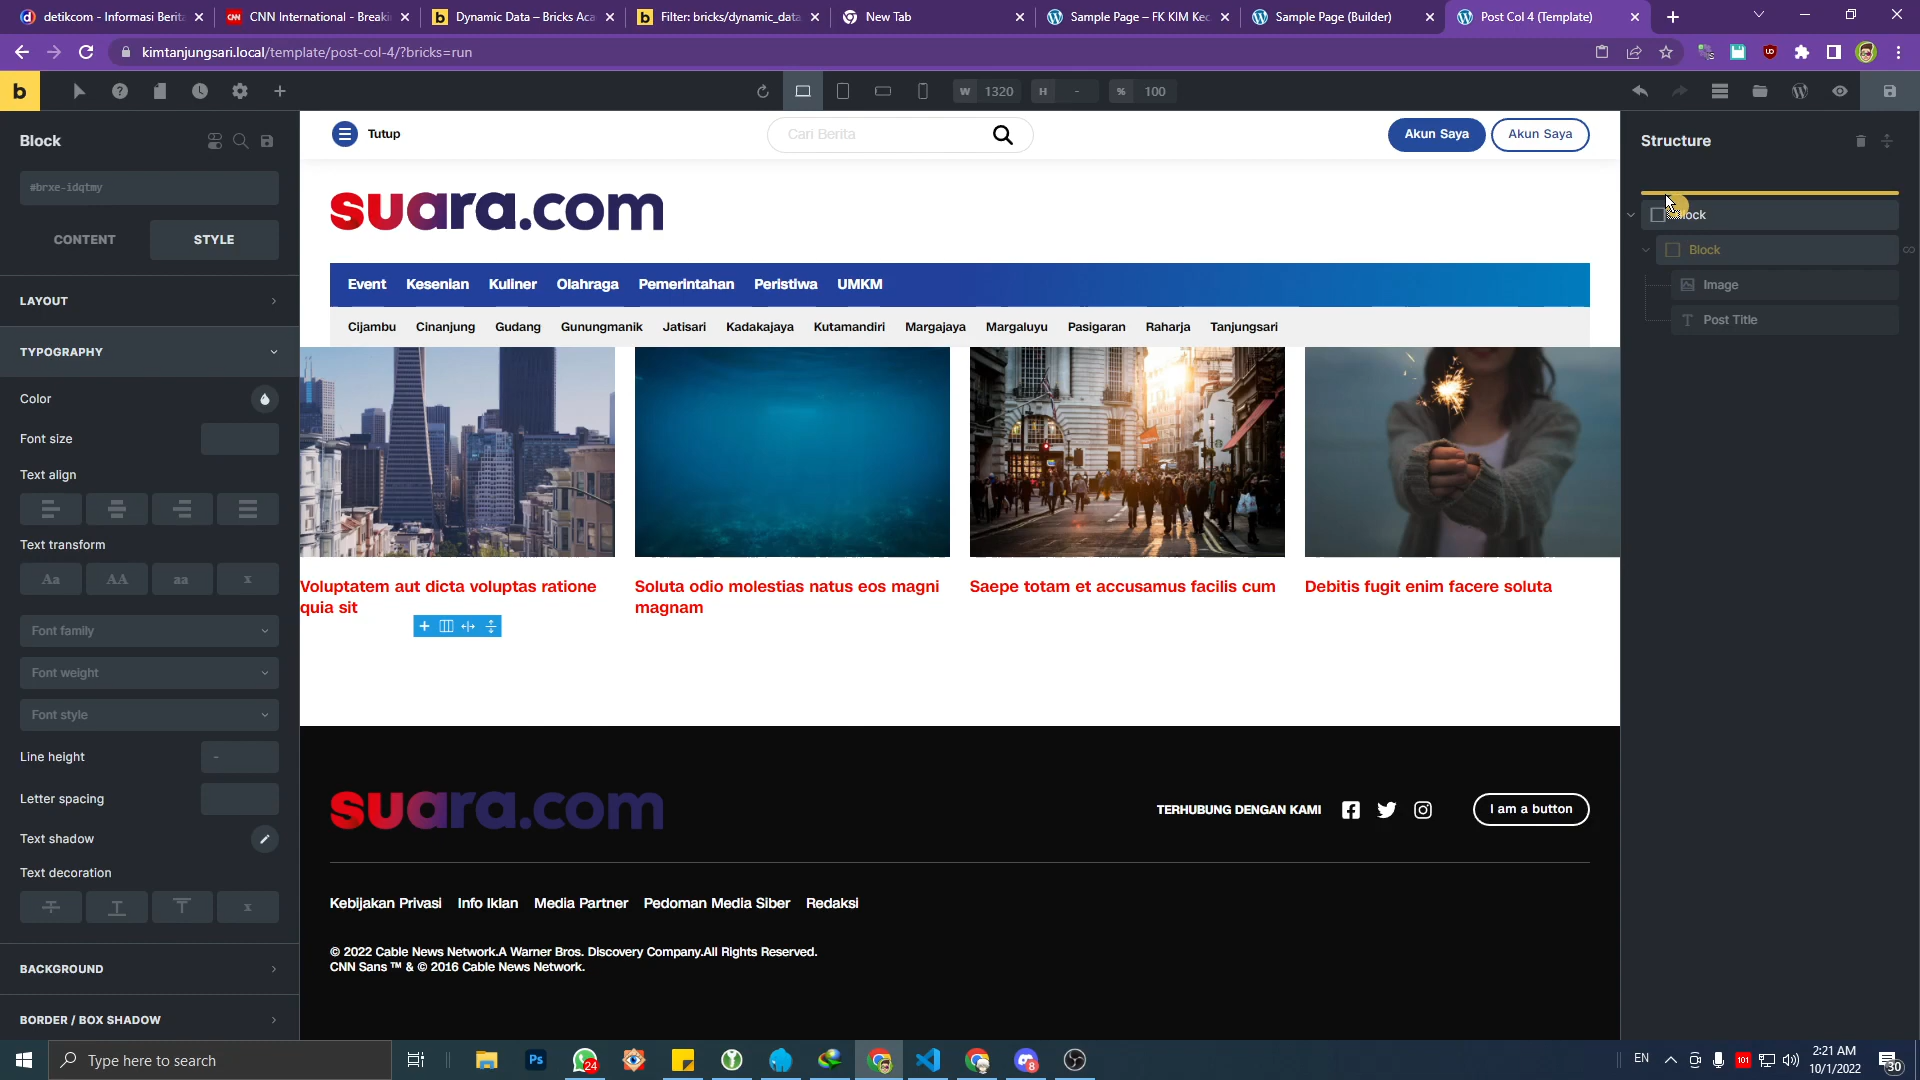 detikcom - Informasi Berita
CNN International - Breaki
Dynamic Data – Bricks Aca
Filter: bricks/dynamic_data
New Tab
Sample Page – FK KIM Kec
Sample Page (Builder)
Post Col 4 (Template)
kimtanjungsari.local/template/post-col-4/?bricks=run
b
W 1320
H -
% 100
Block
#brxe-idqtmy
CONTENT
STYLE
LAYOUT
TYPOGRAPHY
Color
Font size
Text align
Text transform
Aa
AA
aa
x
Font family
Font weight
Font style
Line height
-
Letter spacing
Text shadow
Text decoration
x
BACKGROUND
BORDER / BOX SHADOW
Tutup
Cari Berita
Akun Saya
Akun Saya
suara.com
Event Kesenian Kuliner Olahraga Pemerintahan Peristiwa UMKM
Cijambu Cinanjung Gudang Gunungmanik Jatisari Kadakajaya Kutamandiri Margajaya Margaluyu Pasigaran Raharja Tanjungsari
Voluptatem aut dicta voluptas ratione
quia sit
Soluta odio molestias natus eos magni
magnam
Saepe totam et accusamus facilis cum
Debitis fugit enim facere soluta
suara.com
TERHUBUNG DENGAN KAMI
I am a button
Kebijakan Privasi Info Iklan Media Partner Pedoman Media Siber Redaksi
© 2022 Cable News Network.A Warner Bros. Discovery Company.All Rights Reserved.
CNN Sans ™ & © 2016 Cable News Network.
Structure
Block
Image
Post Title
Type here to search
Ps
24
8
EN
101
2:21 AM
10/1/2022
30